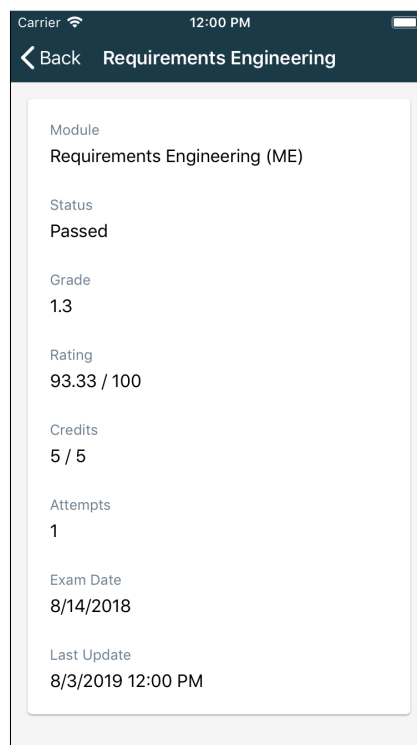 Carrier 12:00 PM
Back Requirements Engineering
Module
Requirements Engineering (ME)
Status
Passed
Grade
1.3
Rating
93.33 / 100
Credits
5 / 5
Attempts
1
Exam Date
8/14/2018
Last Update
8/3/2019 12:00 PM